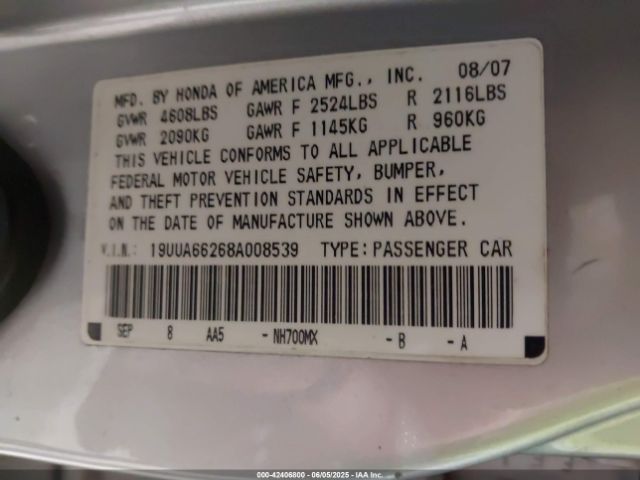 MFD. BY HONDA OF AMERICA MFG., INC. 08/07
GVWR 4608LBS GAWR F 2524LBS R 2116LBS
GVWR 2090KG GAWR F 1145KG R 960KG
THIS VEHICLE CONFORMS TO ALL APPLICABLE
FEDERAL MOTOR VEHICLE SAFETY, BUMPER,
AND THEFT PREVENTION STANDARDS IN EFFECT
ON THE DATE OF MANUFACTURE SHOWN ABOVE.
V.I.N.: 19UUA66268A008539 TYPE: PASSENGER CAR
SEP 8 AA5 - NH700MX - B - A
000-42406800 - 06/05/2025 - IAA Inc.